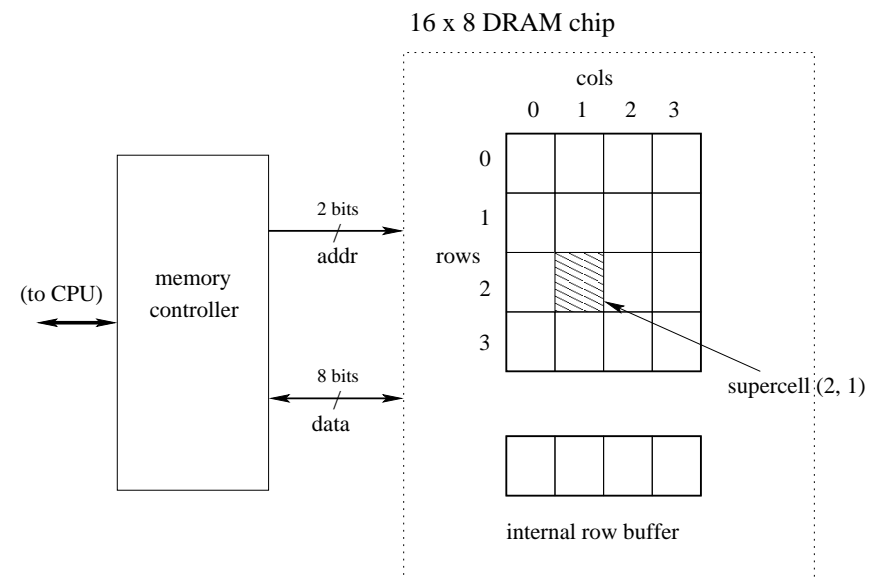 16 x 8 DRAM chip
cols
0 1 2 3
0
1
rows
2
3
2 bits
addr
memory
controller
(to CPU)
8 bits
data
supercell (2, 1)
internal row buffer